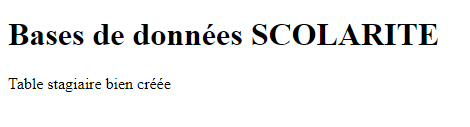 Bases de données SCOLARITE
Table stagiaire bien créée